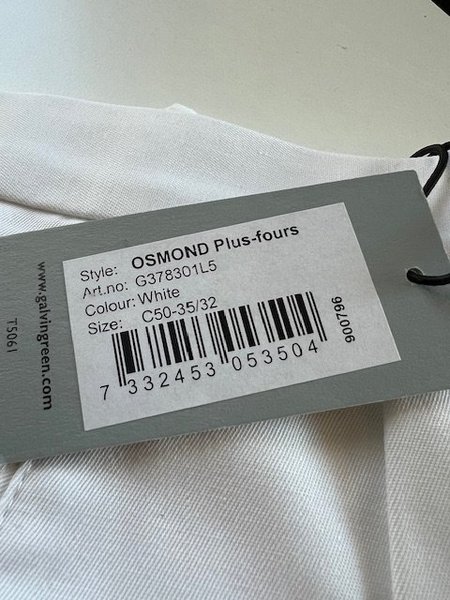 Style: OSMOND Plus-fours
Art.no: G378301L5
Colour: White
Size: C50-35/32
7 332453 053504
900796
www.galvingreen.com
T5061